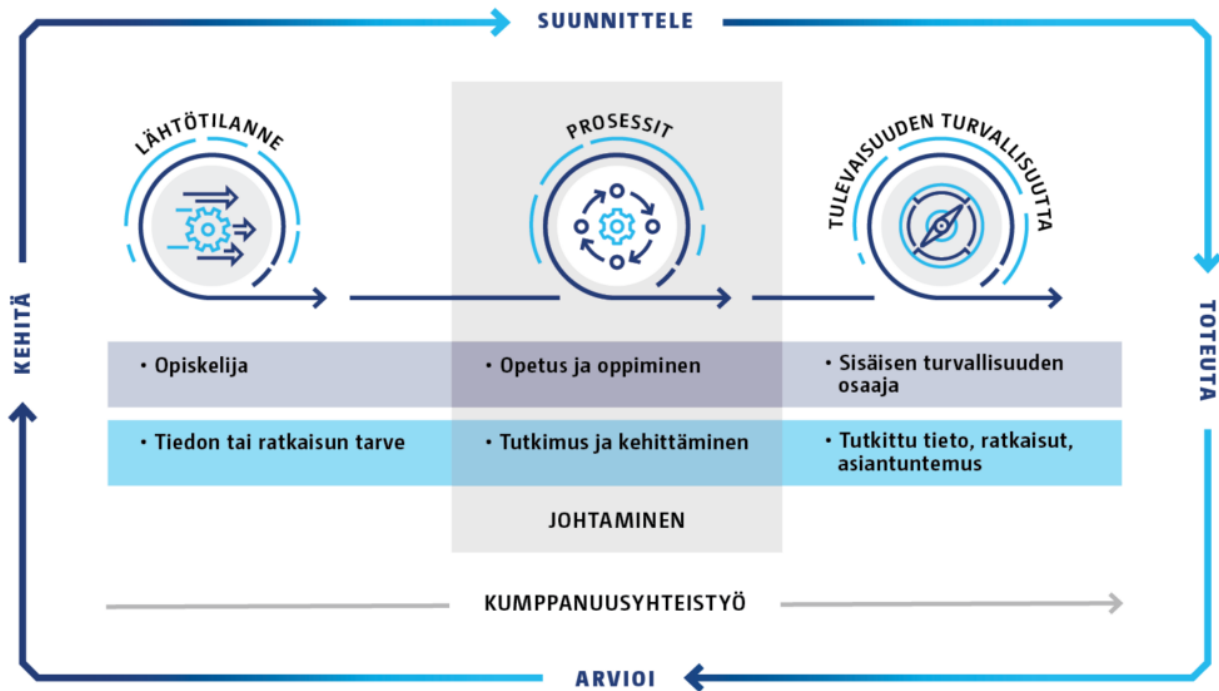 SUUNNITTELE
LÄHTÖTILANNE
PROSESSIT
TULEVAISUUDEN TURVALLISUUTTA
KEHITÄ
TOTEUTA
• Opiskelija
• Opetus ja oppiminen
• Sisäisen turvallisuuden
osaaja
• Tiedon tai ratkaisun tarve
• Tutkimus ja kehittäminen
• Tutkittu tieto, ratkaisut,
asiantuntemus
JOHTAMINEN
KUMPPANUUSYHTEISTYÖ
ARVIOI